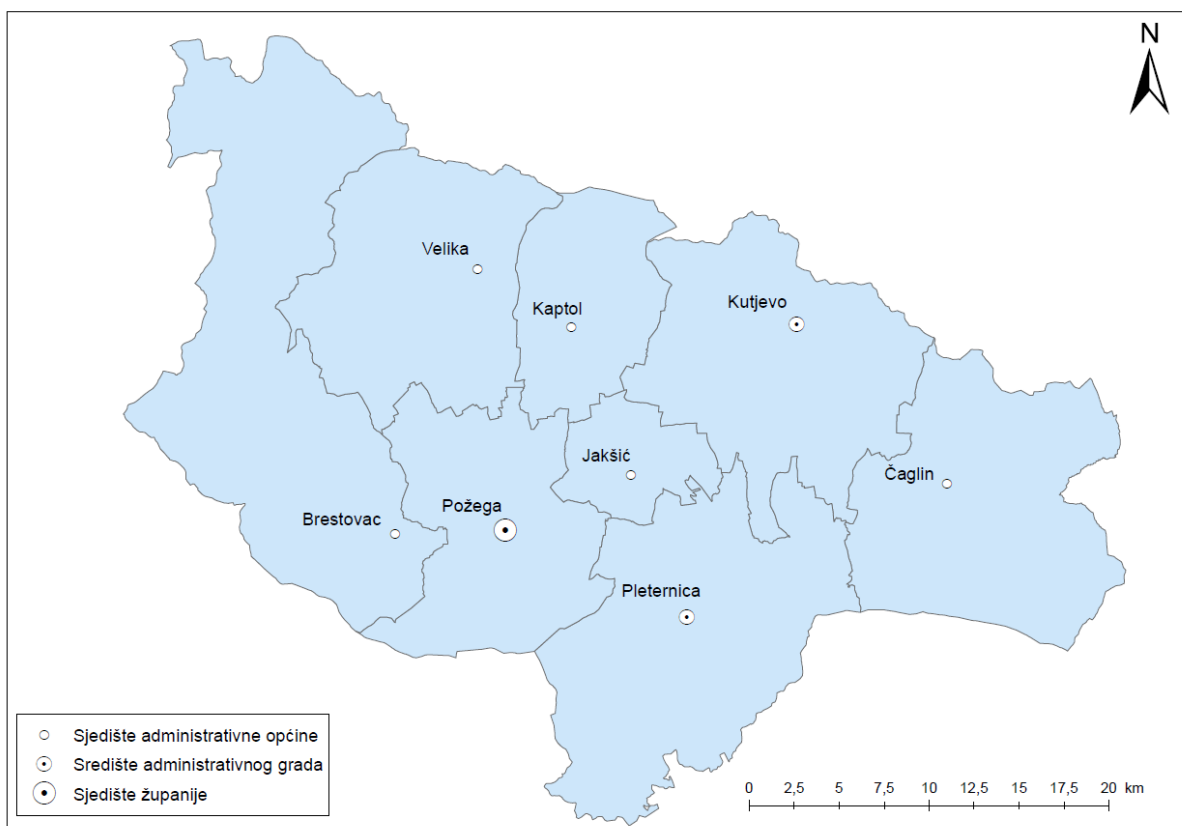 N
Velika
Kaptol
Kutjevo
Jakšić
Čaglin
Požega
Brestovac
Pleternica
Sjedište administrativne općine
Središte administrativnog grada
Sjedište županije
0 2,5 5 7,5 10 12,5 15 17,5 20 km